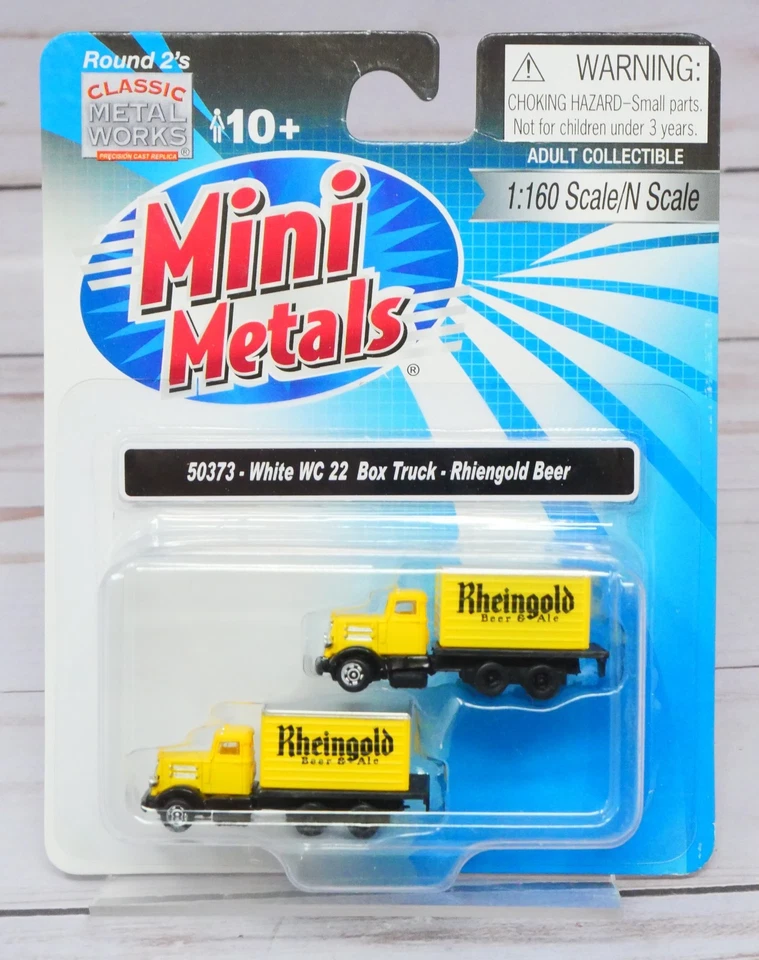 Round 2's
CLASSIC
METAL
WORKS
PRECISION CAST REPLICA
®
10+
WARNING:
CHOKING HAZARD-Small parts.
Not for children under 3 years.
ADULT COLLECTIBLE
1:160 Scale/N Scale
Mini
Metals
®
50373 - White WC 22 Box Truck - Rhiengold Beer
Rheingold
Beer & Ale
Rheingold
Beer & Ale